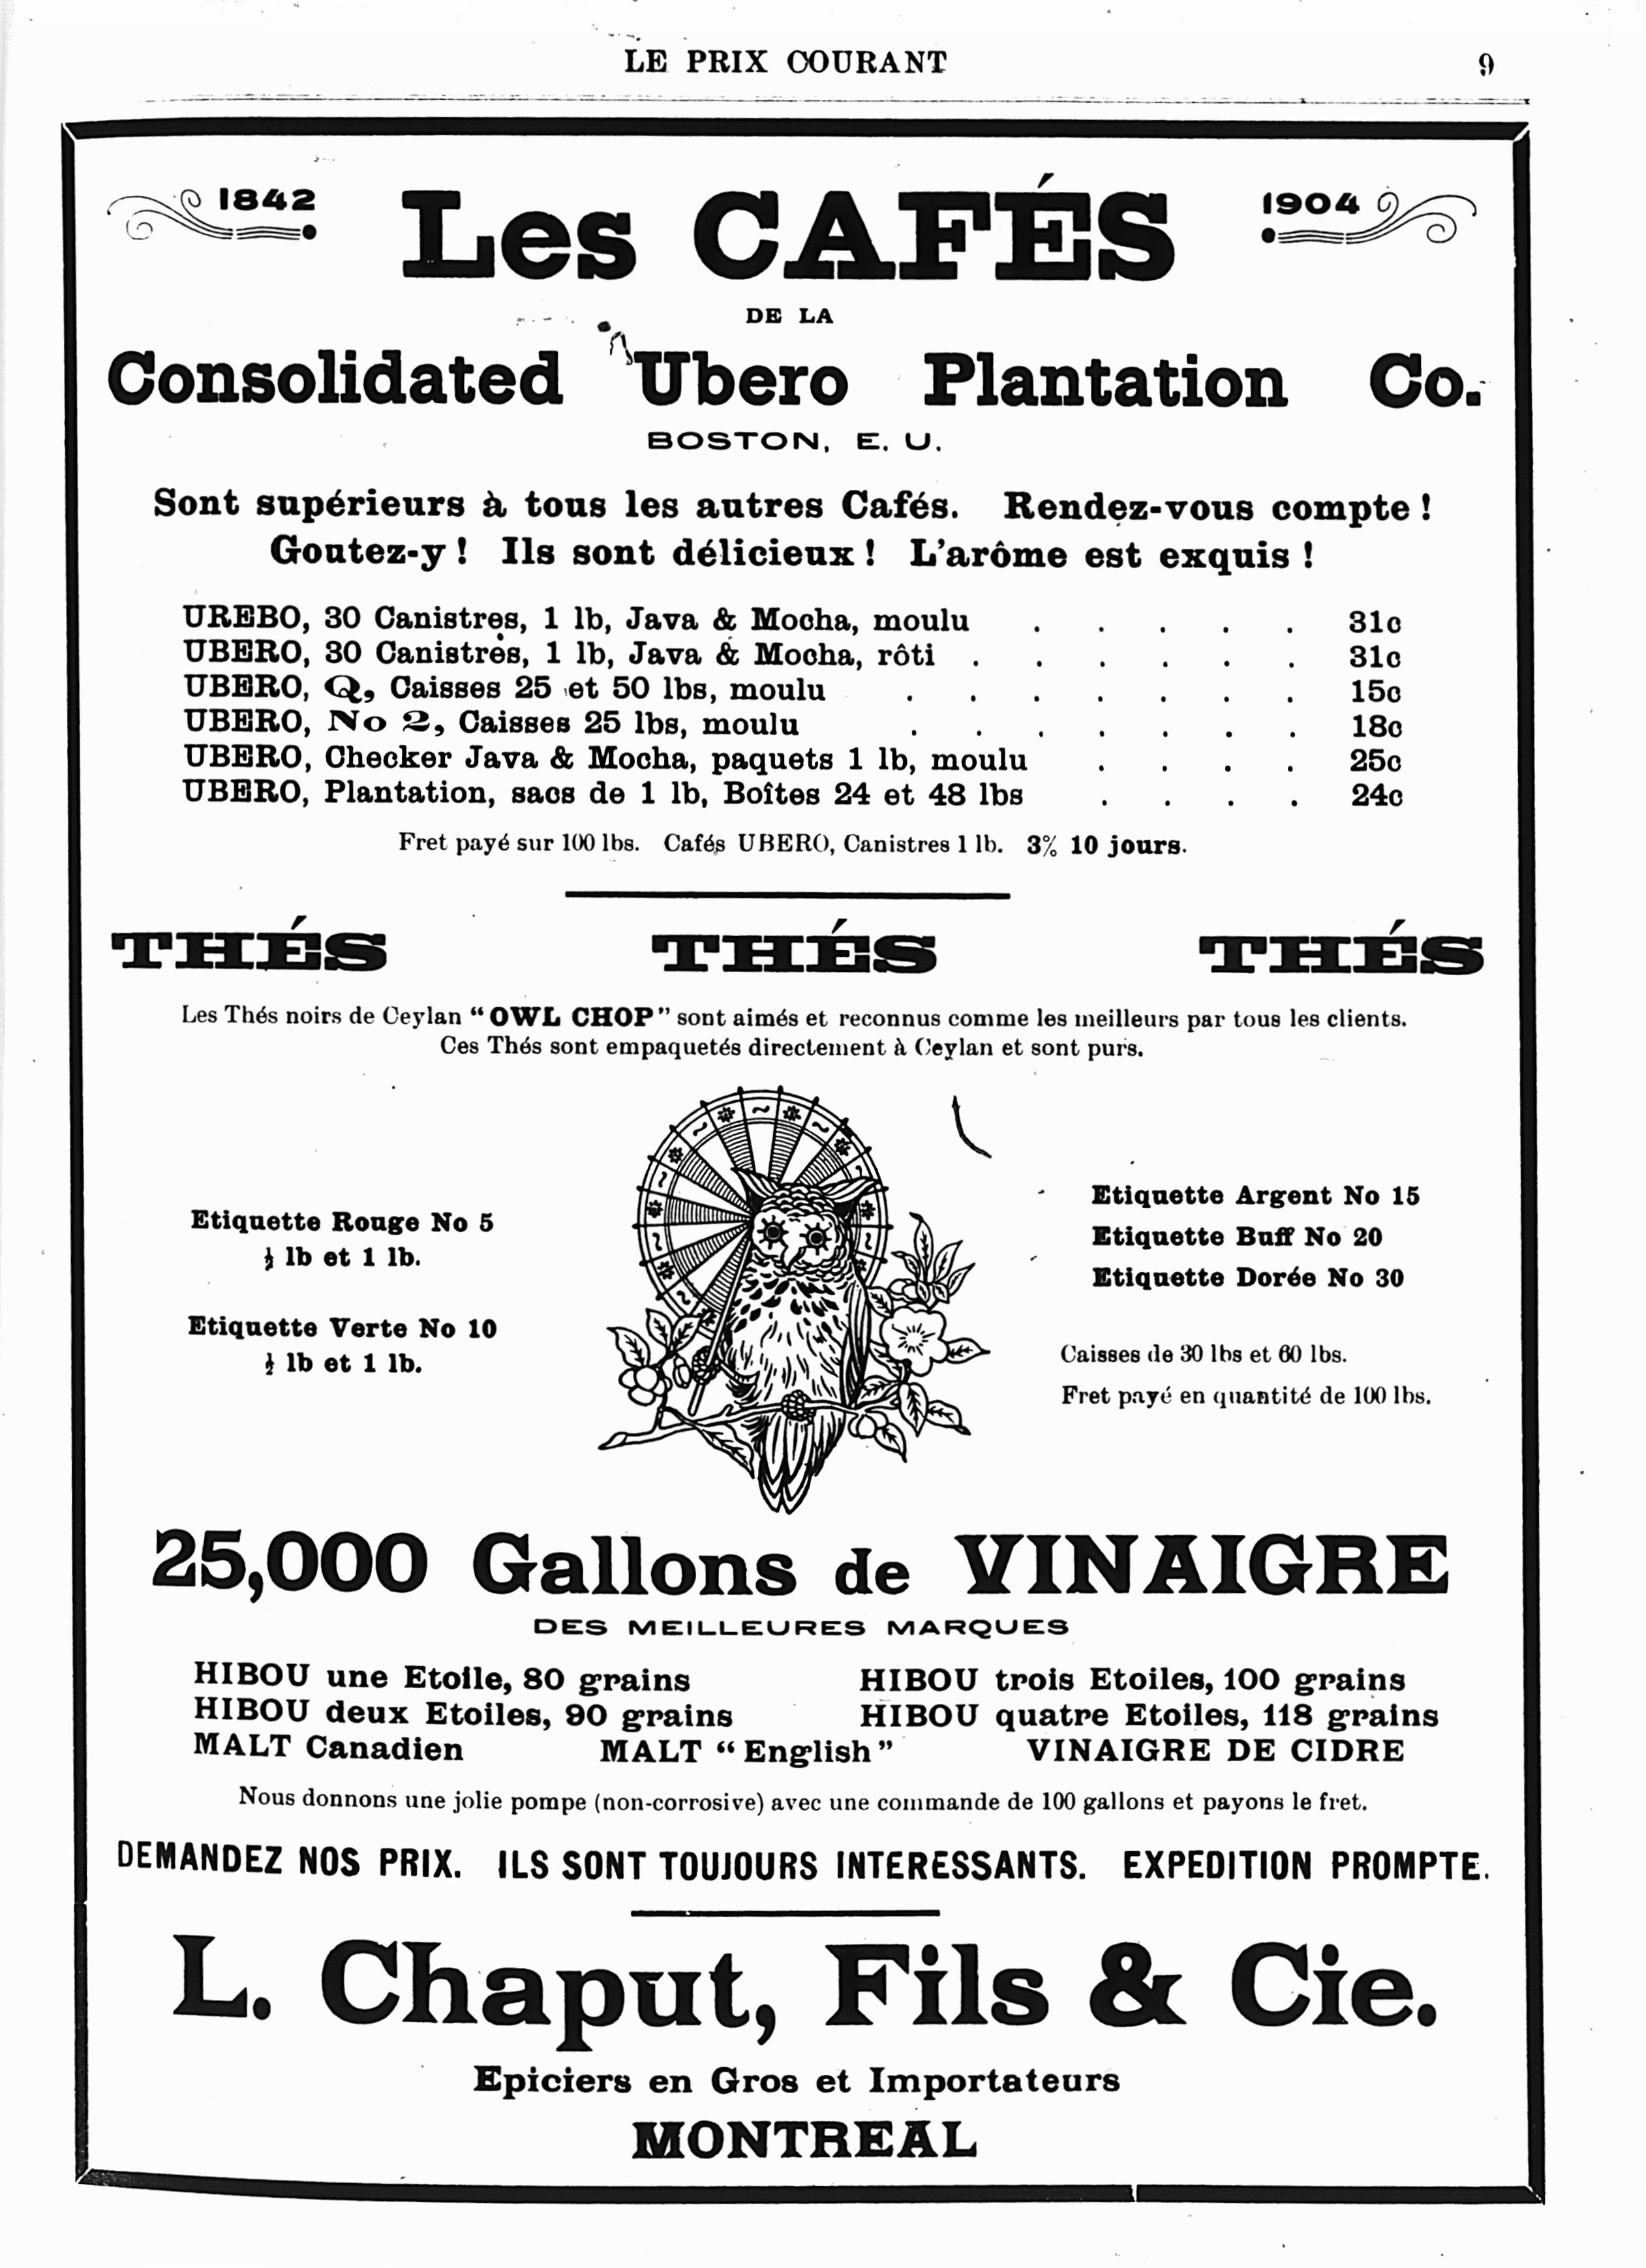 LE PRIX COURANT 9
1842 Les CAFÉS 1904
DE LA
Consolidated Ubero Plantation Co.
BOSTON, E. U.
Sont supérieurs à tous les autres Cafés. Rendez-vous compte !
Goutez-y ! Ils sont délicieux ! L'arôme est exquis !
UREBO, 30 Canistres, 1 lb, Java & Mocha, moulu . . . . . 31c
UBERO, 30 Canistres, 1 lb, Java & Mocha, rôti . . . . . . 31c
UBERO, Q, Caisses 25 et 50 lbs, moulu . . . . . . . 15c
UBERO, No 2, Caisses 25 lbs, moulu . . . . . . . 18c
UBERO, Checker Java & Mocha, paquets 1 lb, moulu . . . . 25c
UBERO, Plantation, sacs de 1 lb, Boîtes 24 et 48 lbs . . . . 24c
Fret payé sur 100 lbs. Cafés UBERO, Canistres 1 lb. 3% 10 jours.
THÉS THÉS THÉS
Les Thés noirs de Ceylan "OWL CHOP" sont aimés et reconnus comme les meilleurs par tous les clients.
Ces Thés sont empaquetés directement à Ceylan et sont purs.
Etiquette Rouge No 5
½ lb et 1 lb.
Etiquette Verte No 10
½ lb et 1 lb.
Etiquette Argent No 15
Etiquette Buff No 20
Etiquette Dorée No 30
Caisses de 30 lbs et 60 lbs.
Fret payé en quantité de 100 lbs.
25,000 Gallons de VINAIGRE
DES MEILLEURES MARQUES
HIBOU une Etoile, 80 grains HIBOU trois Etoiles, 100 grains
HIBOU deux Etoiles, 90 grains HIBOU quatre Etoiles, 118 grains
MALT Canadien MALT "English" VINAIGRE DE CIDRE
Nous donnons une jolie pompe (non-corrosive) avec une commande de 100 gallons et payons le fret.
DEMANDEZ NOS PRIX. ILS SONT TOUJOURS INTERESSANTS. EXPEDITION PROMPTE.
L. Chaput, Fils & Cie.
Epiciers en Gros et Importateurs
MONTREAL